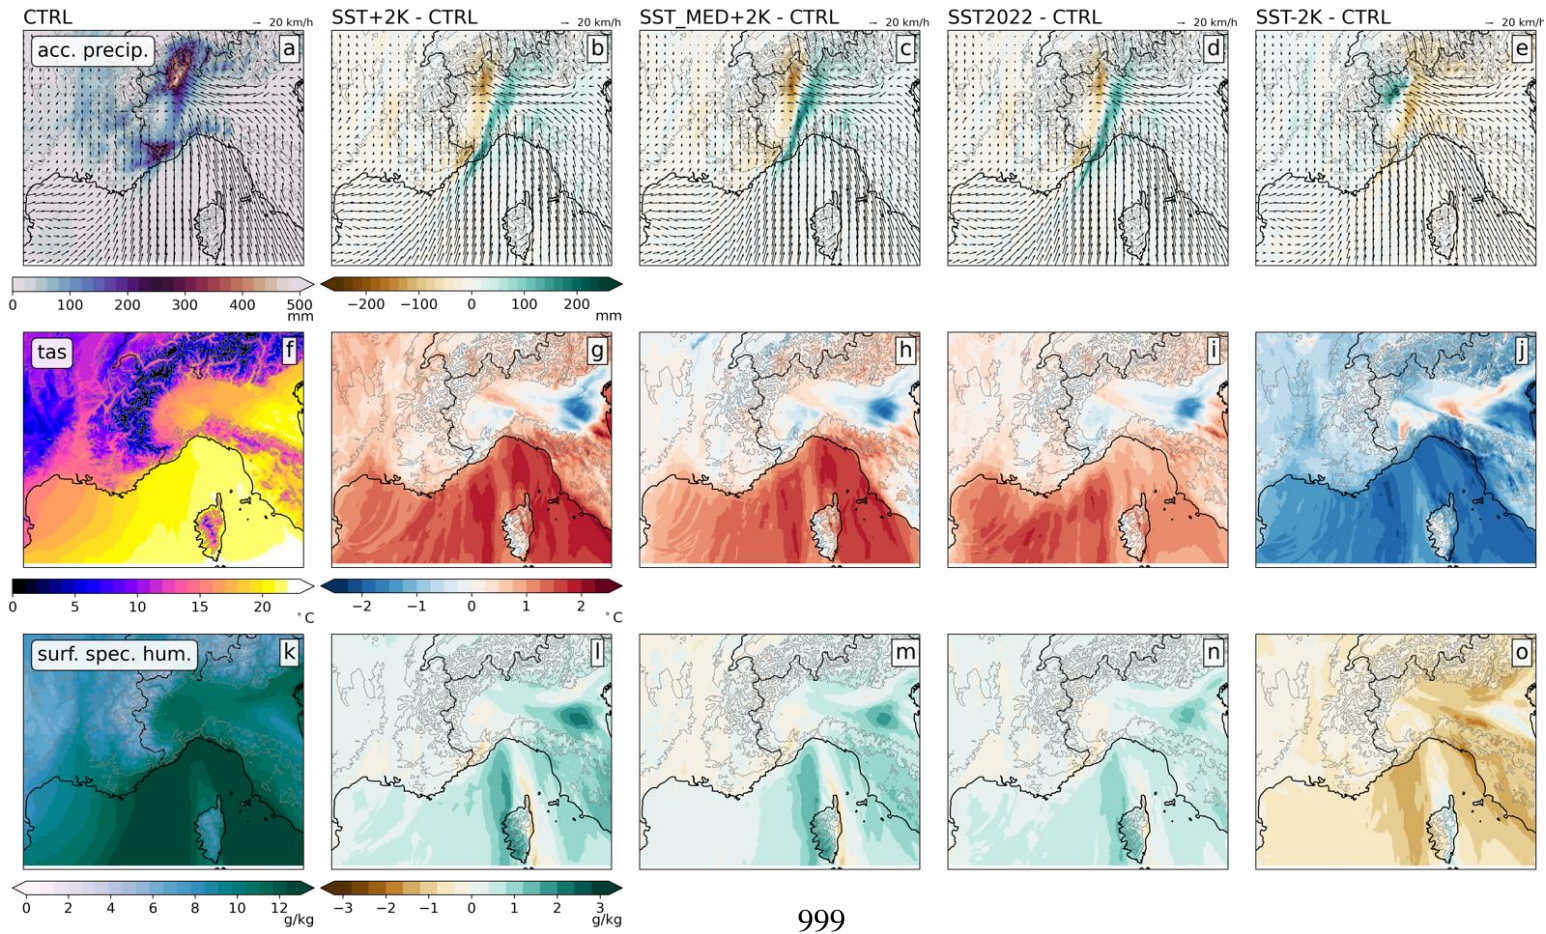 CTRL
→ 20 km/h
SST+2K - CTRL
→ 20 km/h
SST_MED+2K - CTRL
→ 20 km/h
SST2022 - CTRL
→ 20 km/h
SST-2K - CTRL
→ 20 km/h
acc. precip.
a
b
c
d
e
0 100 200 300 400 500
mm
−200 −100 0 100 200
mm
tas
f
g
h
i
j
0 5 10 15 20
°C
−2 −1 0 1 2
°C
surf. spec. hum.
k
l
m
n
o
0 2 4 6 8 10 12
g/kg
−3 −2 −1 0 1 2 3
g/kg
999